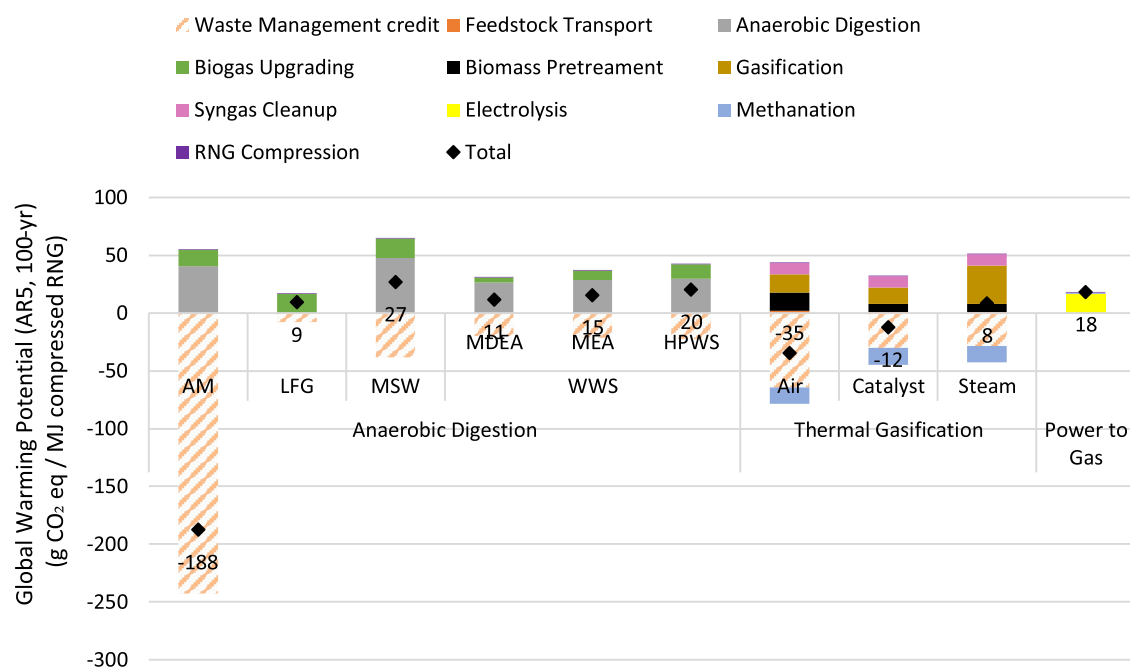 Waste Management credit Feedstock Transport Anaerobic Digestion
Biogas Upgrading Biomass Pretreament Gasification
Syngas Cleanup Electrolysis Methanation
RNG Compression Total
Global Warming Potential (AR5, 100-yr)
(g CO₂ eq / MJ compressed RNG)
100
50
0
-50
-100
-150
-200
-250
-300
9 27 11 15 20 -35 -12 8 18
-188
MDEA MEA HPWS
AM LFG MSW WWS Air Catalyst Steam
Anaerobic Digestion Thermal Gasification Power to
Gas